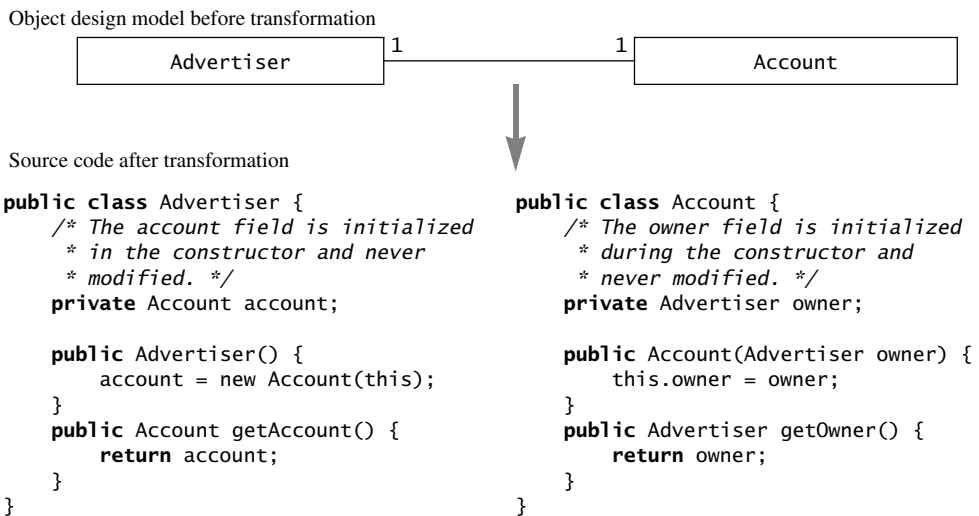 Object design model before transformation
Advertiser
1
1
Account
Source code after transformation
public class Advertiser {
    /* The account field is initialized
     * in the constructor and never
     * modified. */
    private Account account;

    public Advertiser() {
        account = new Account(this);
    }
    public Account getAccount() {
        return account;
    }
}
public class Account {
    /* The owner field is initialized
     * during the constructor and
     * never modified. */
    private Advertiser owner;

    public Account(Advertiser owner) {
        this.owner = owner;
    }
    public Advertiser getOwner() {
        return owner;
    }
}